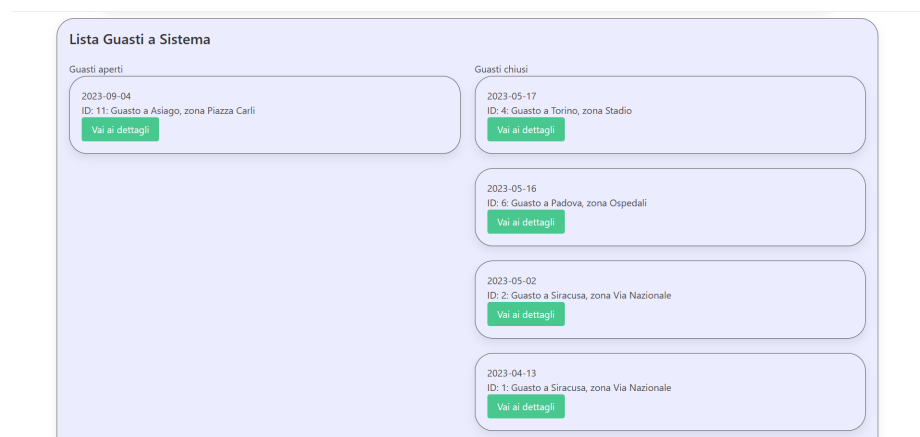 Lista Guasti a Sistema
Guasti aperti
2023-09-04
ID: 11: Guasto a Asiago, zona Piazza Carli
Vai ai dettagli
Guasti chiusi
2023-05-17
ID: 4: Guasto a Torino, zona Stadio
Vai ai dettagli
2023-05-16
ID: 6: Guasto a Padova, zona Ospedali
Vai ai dettagli
2023-05-02
ID: 2: Guasto a Siracusa, zona Via Nazionale
Vai ai dettagli
2023-04-13
ID: 1: Guasto a Siracusa, zona Via Nazionale
Vai ai dettagli